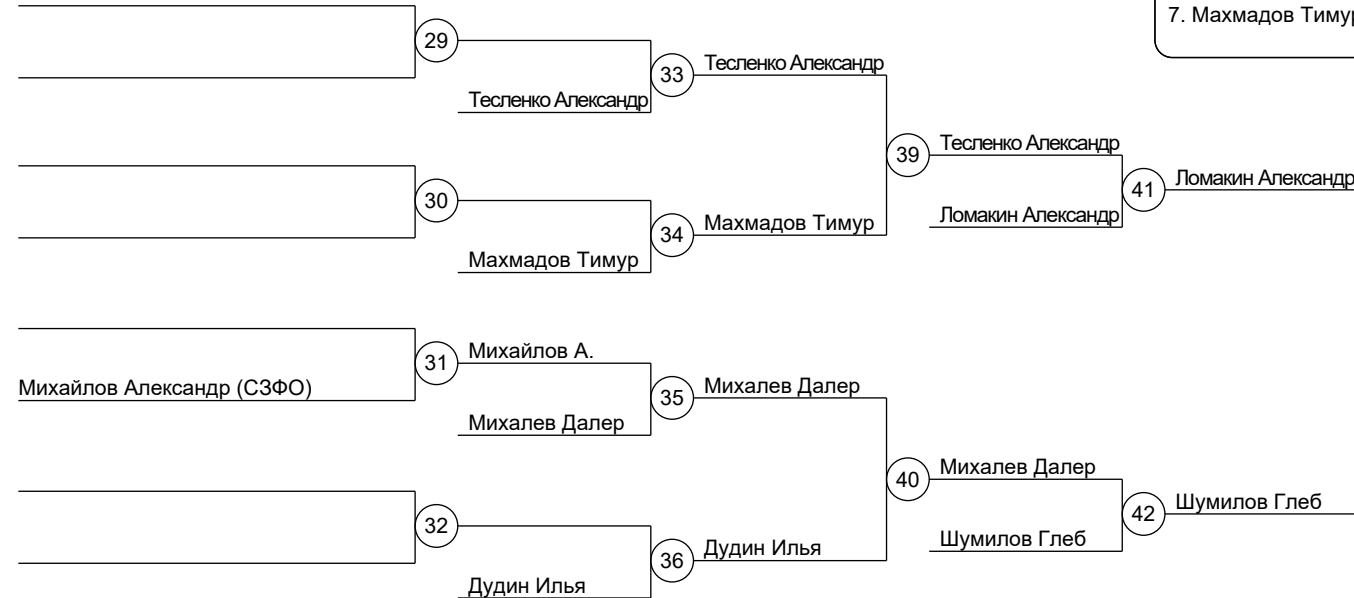 7. Махмадов Тимур
29
Тесленко Александр
33
Тесленко Александр
39
Тесленко Александр
Ломакин Александр
41
Ломакин Александр
30
Махмадов Тимур
34
Махмадов Тимур
Михайлов Александр (СЗФО)
31
Михайлов А.
Михалев Далер
35
Михалев Далер
40
Михалев Далер
Шумилов Глеб
42
Шумилов Глеб
32
Дудин Илья
36
Дудин Илья